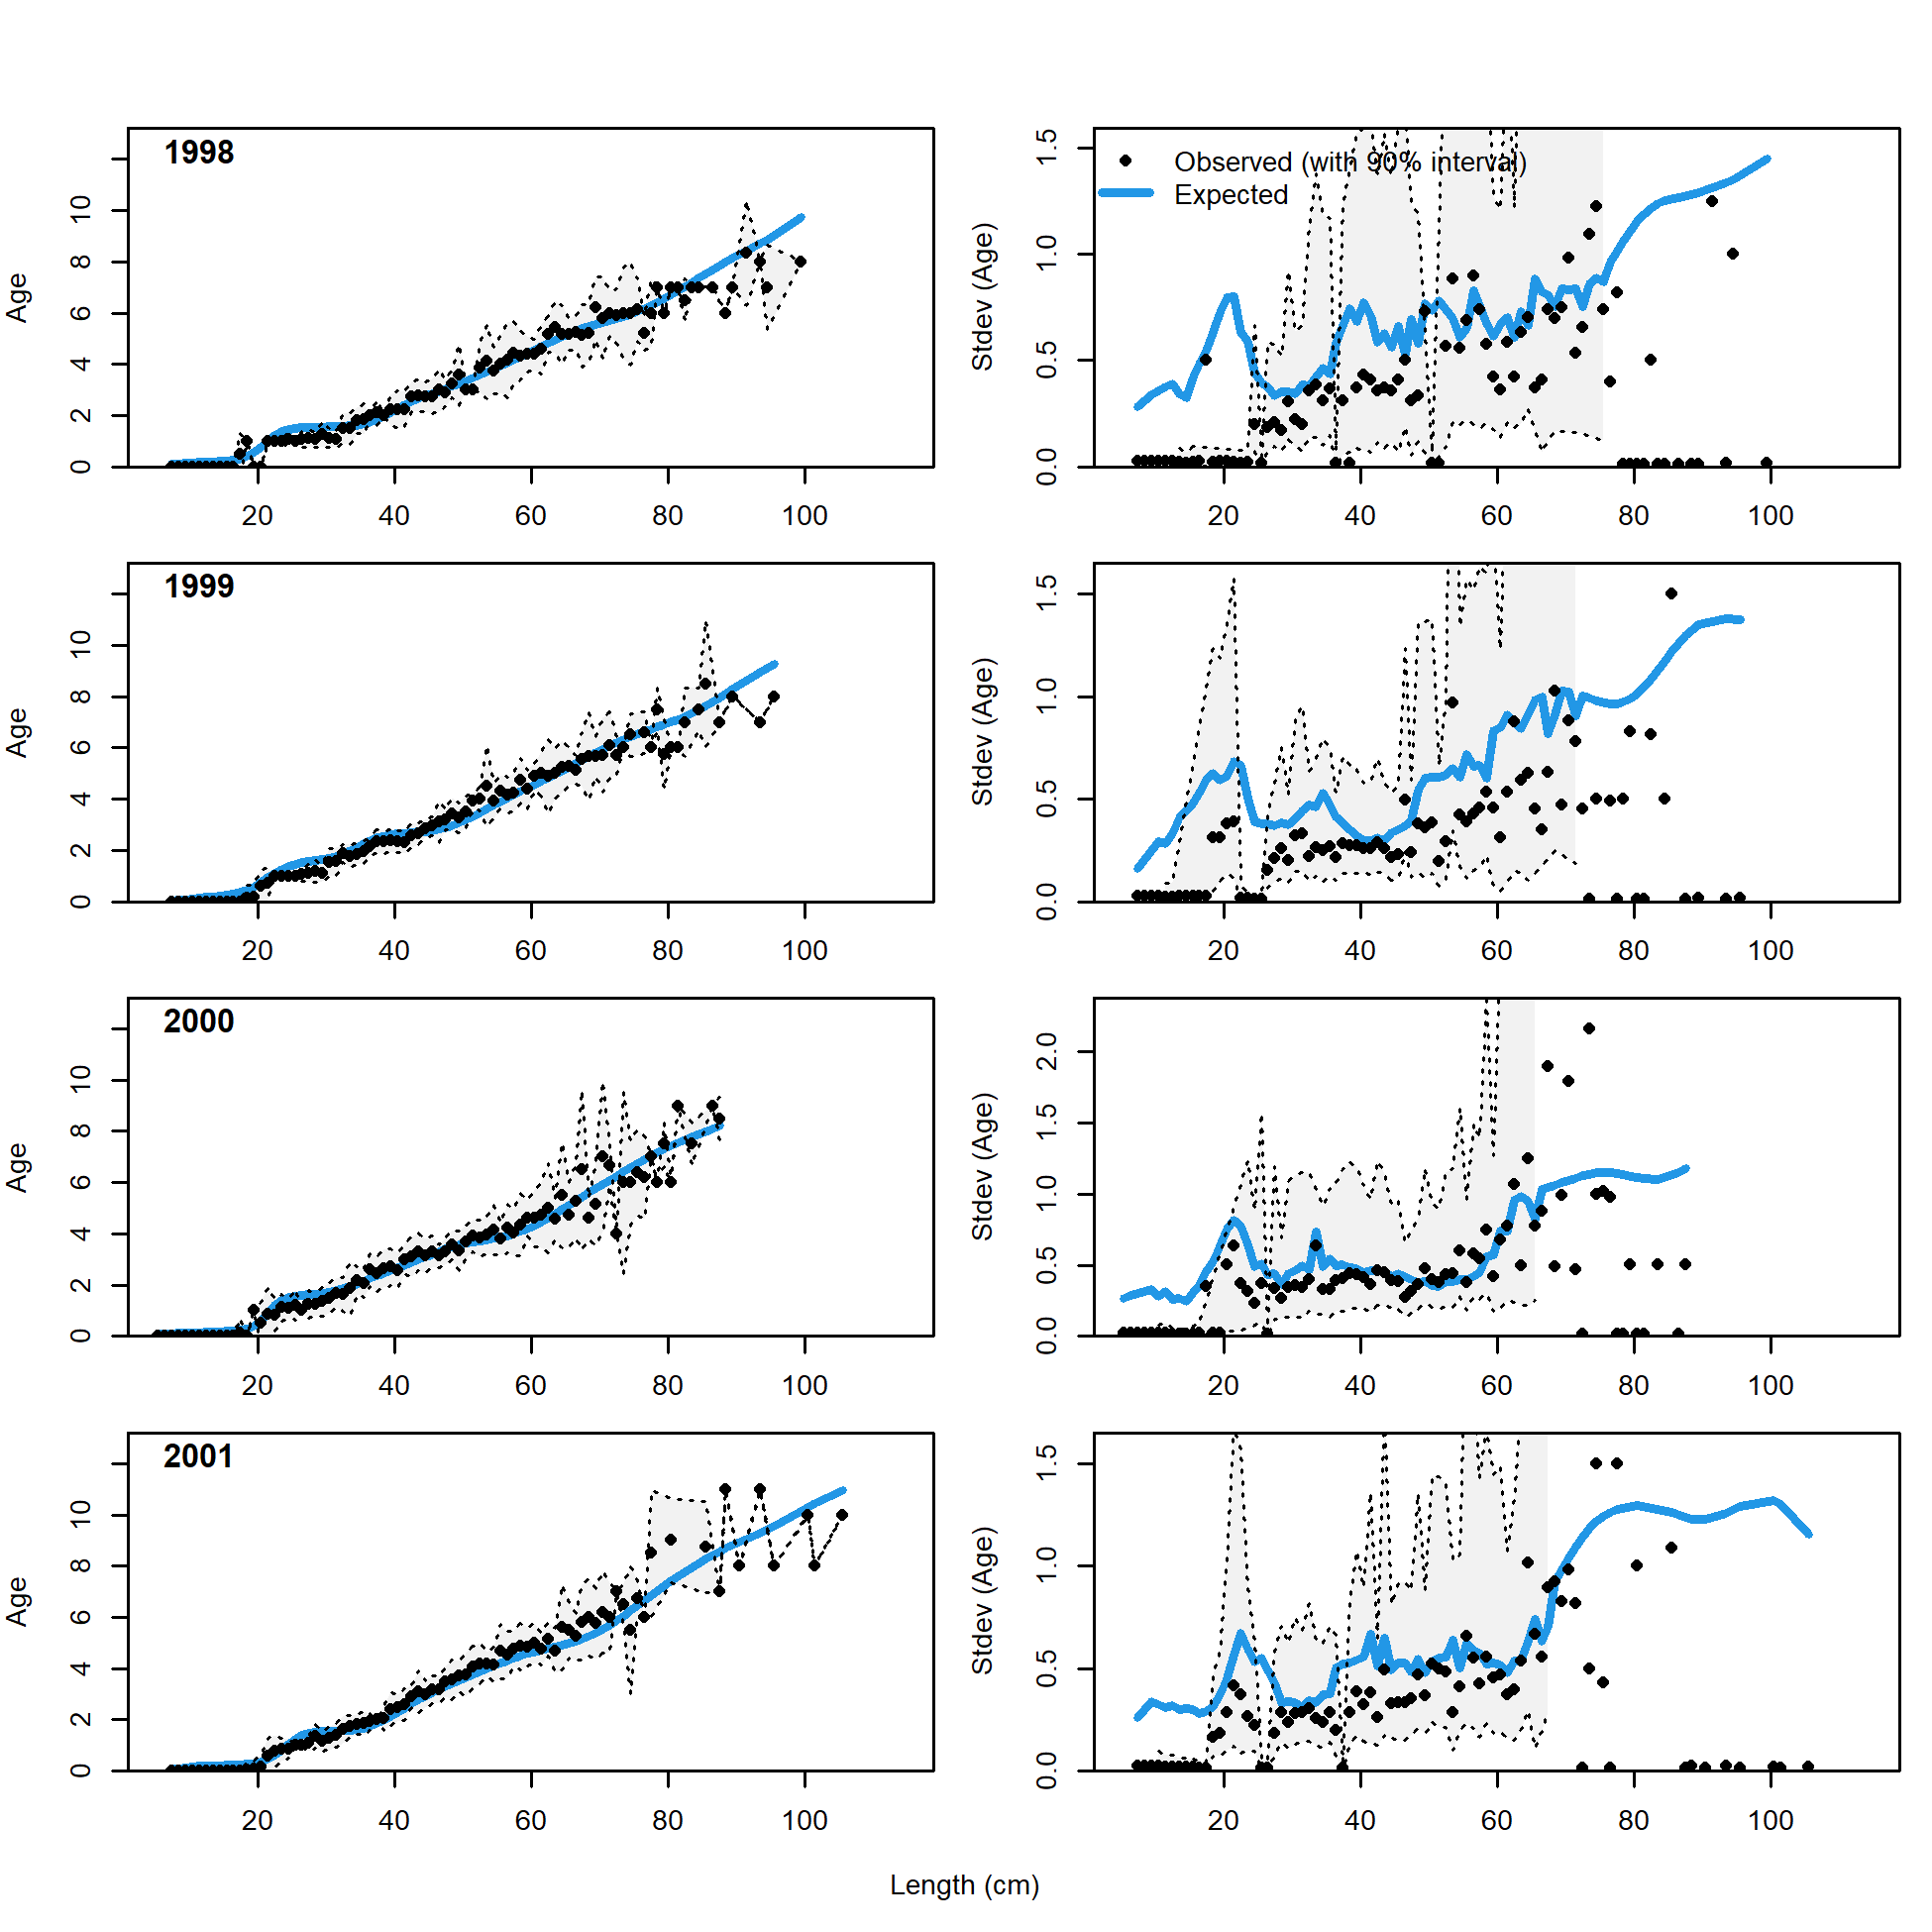 1998
Age
0 2 4 6 8 10
20 40 60 80 100
Observed (with 90% interval)
Expected
Stdev (Age)
0.0 0.5 1.0 1.5
20 40 60 80 100
1999
Age
0 2 4 6 8 10
20 40 60 80 100
Stdev (Age)
0.0 0.5 1.0 1.5
20 40 60 80 100
2000
Age
0 2 4 6 8 10
20 40 60 80 100
Stdev (Age)
0.0 0.5 1.0 1.5 2.0
20 40 60 80 100
2001
Age
0 2 4 6 8 10
20 40 60 80 100
Stdev (Age)
0.0 0.5 1.0 1.5
20 40 60 80 100
Length (cm)